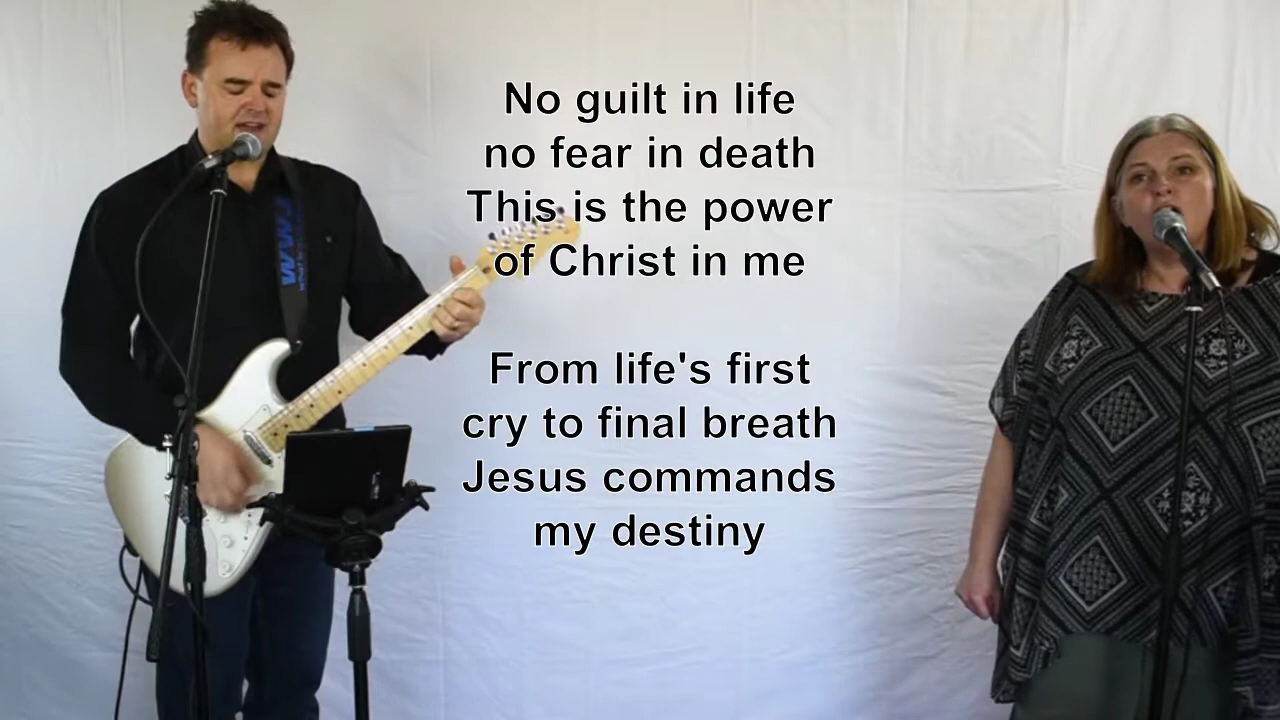 No guilt in life
no fear in death
This is the power
of Christ in me
From life's first
cry to final breath
Jesus commands
my destiny